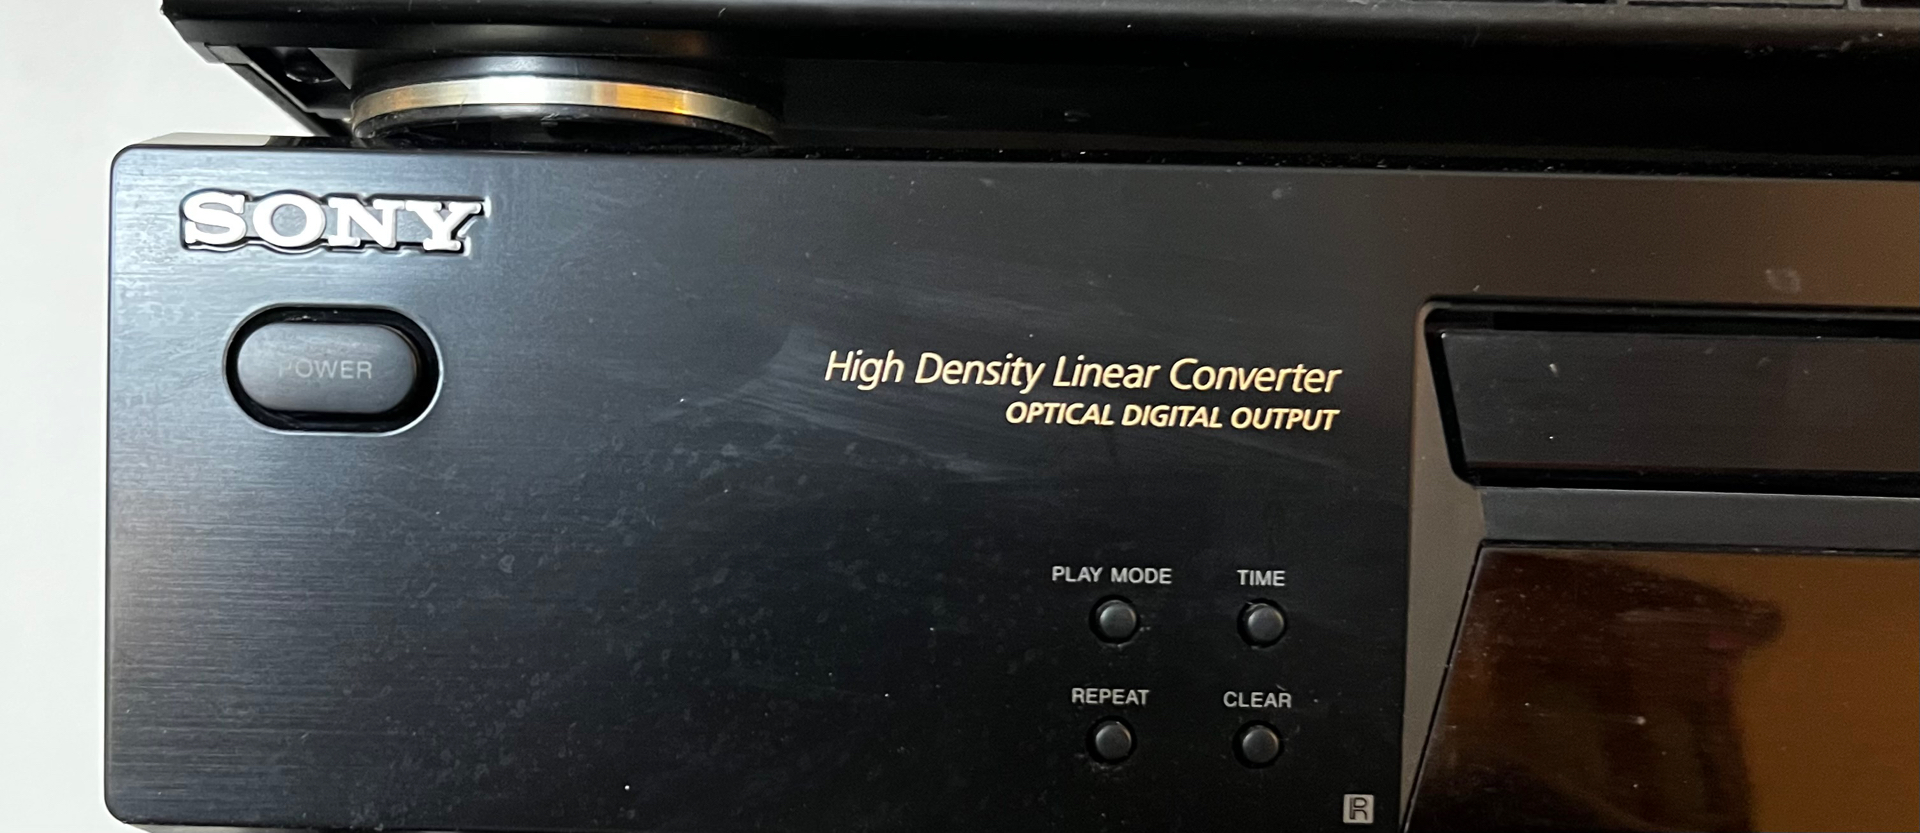 SONY
POWER
High Density Linear Converter
OPTICAL DIGITAL OUTPUT
PLAY MODE TIME
REPEAT CLEAR
R